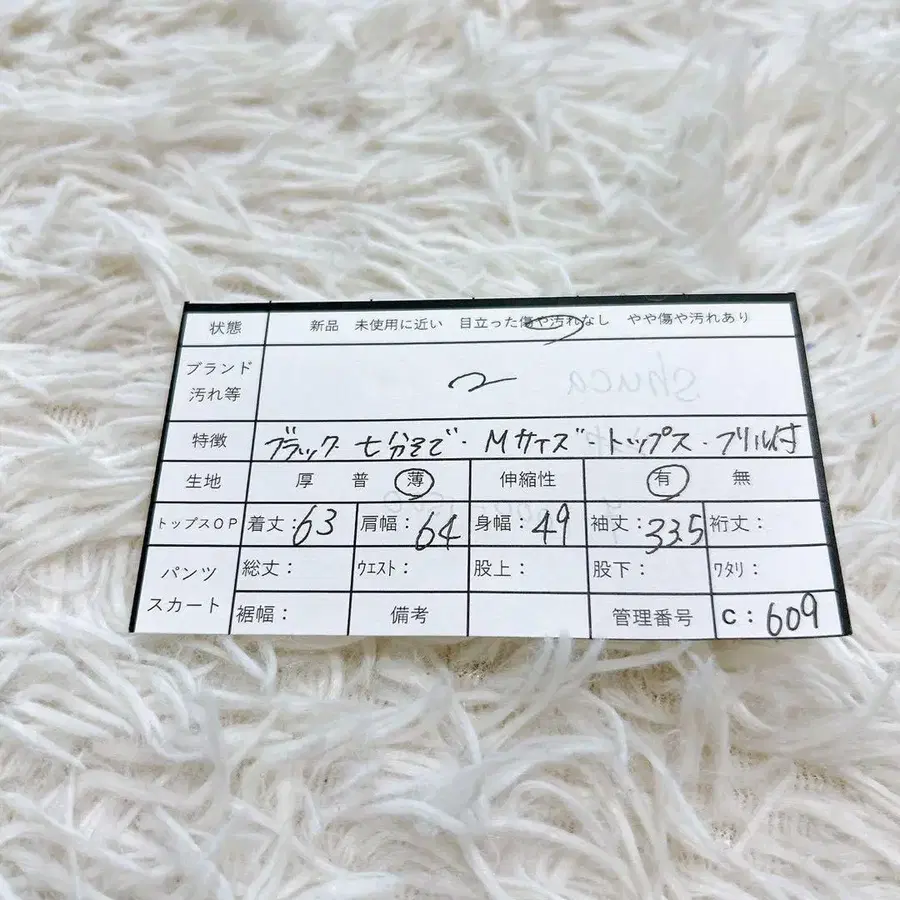 状態 新品 未使用に近い 目立った傷や汚れなし やや傷や汚れあり
ブランド
汚れ等
特徴 ブラック 七分そで・Mサイズ・トップス・フリル付
生地 厚 普 薄 伸縮性 有 無
トップスOP 着丈:63 肩幅:64 身幅:49 袖丈:33.5 裄丈:
パンツ 総丈: ウエスト: 股上: 股下: ワタリ:
スカート 裾幅: 備考 管理番号 C:609